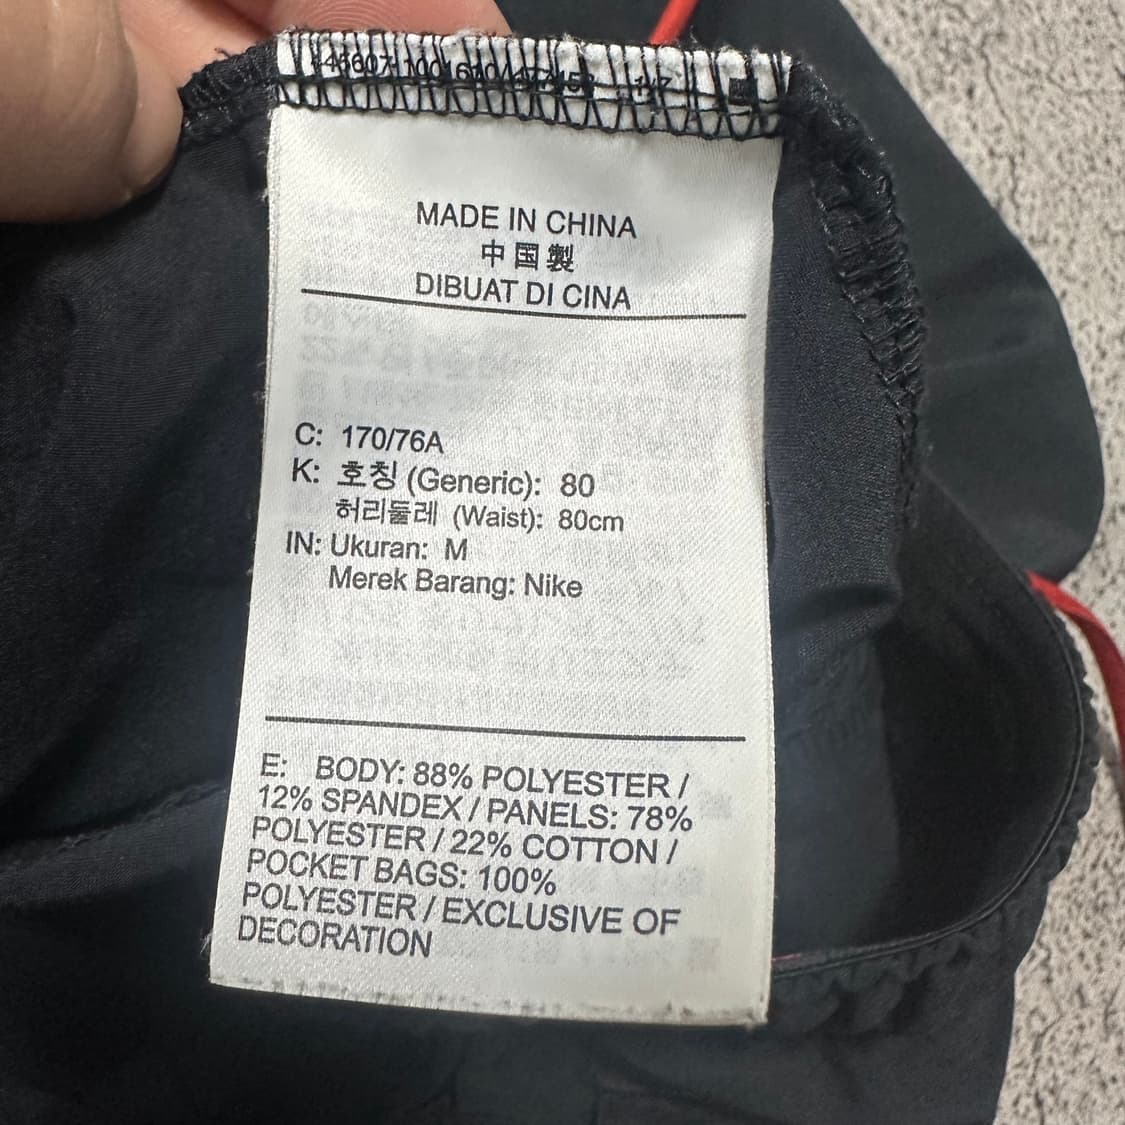 MADE IN CHINA
中国製
DIBUAT DI CINA
C: 170/76A
K: 호칭 (Generic): 80
허리둘레 (Waist): 80cm
IN: Ukuran: M
Merek Barang: Nike
E: BODY: 88% POLYESTER /
12% SPANDEX / PANELS: 78%
POLYESTER / 22% COTTON /
POCKET BAGS: 100%
POLYESTER / EXCLUSIVE OF
DECORATION